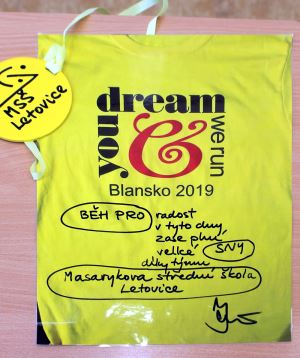 MSŠ
Letovice
you dream
& we run
Blansko 2019
BĚH PRO radost
v tyto dny,
zase plní
velké SNY
díky týmu
Masarykova střední škola
Letovice